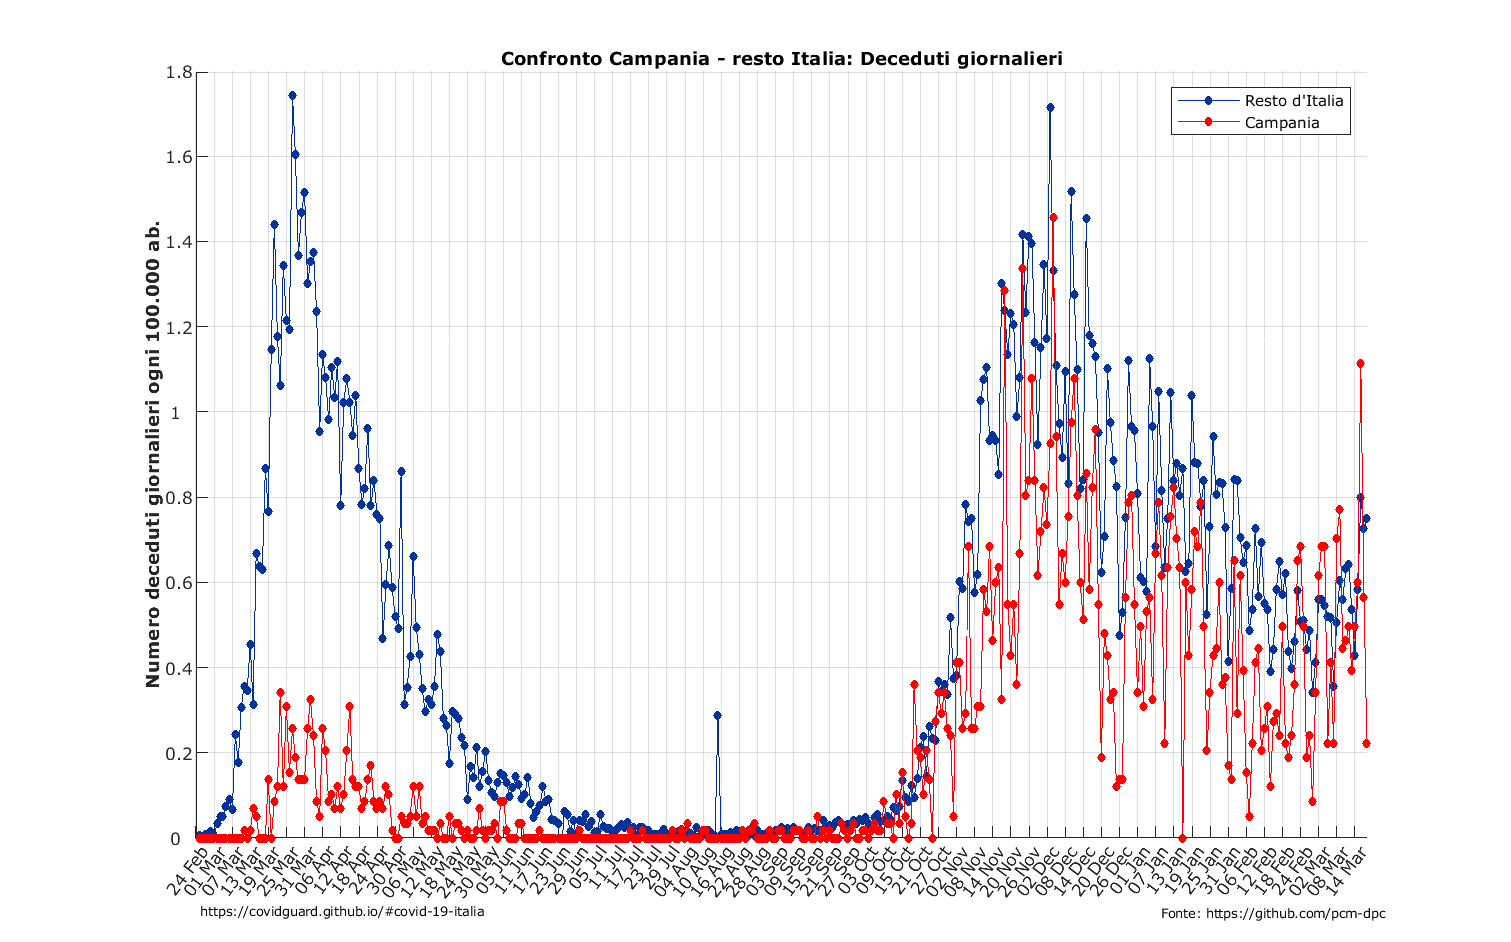 Confronto Campania - resto Italia: Deceduti giornalieri
Resto d'Italia
Campania
Numero deceduti giornalieri ogni 100.000 ab.
1.8
1.6
1.4
1.2
1
0.8
0.6
0.4
0.2
0
24 Feb
01 Mar
07 Mar
13 Mar
19 Mar
25 Mar
31 Mar
06 Apr
12 Apr
18 Apr
24 Apr
30 Apr
06 May
12 May
18 May
24 May
30 May
05 Jun
11 Jun
17 Jun
23 Jun
29 Jun
05 Jul
11 Jul
17 Jul
23 Jul
29 Jul
04 Aug
10 Aug
16 Aug
22 Aug
28 Aug
03 Sep
09 Sep
15 Sep
21 Sep
27 Sep
03 Oct
09 Oct
15 Oct
21 Oct
27 Oct
02 Nov
08 Nov
14 Nov
20 Nov
26 Nov
02 Dec
08 Dec
14 Dec
20 Dec
26 Dec
01 Jan
07 Jan
13 Jan
19 Jan
25 Jan
31 Jan
06 Feb
12 Feb
18 Feb
24 Feb
02 Mar
08 Mar
14 Mar
https://covidguard.github.io/#covid-19-italia
Fonte: https://github.com/pcm-dpc